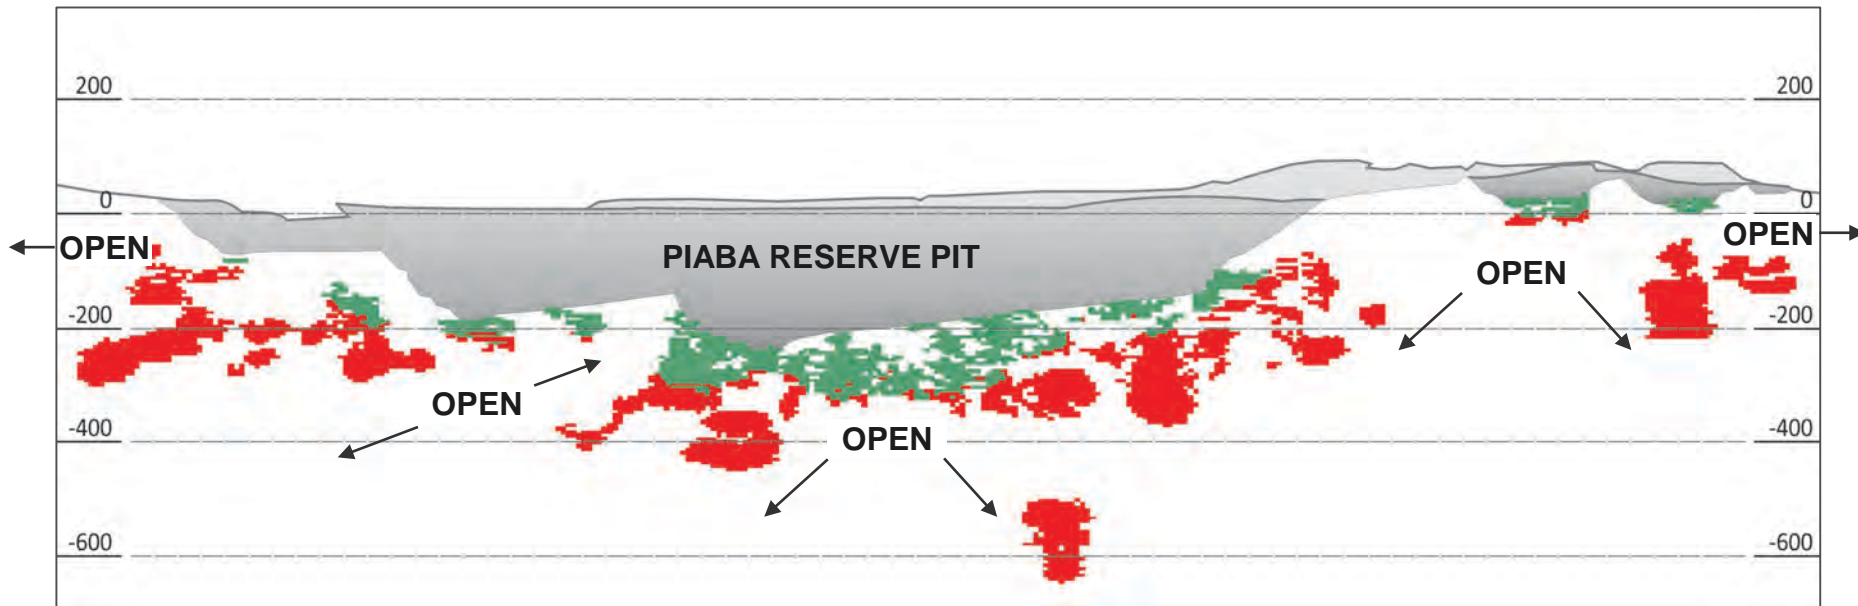 200 200
0 0
OPEN OPEN
PIABA RESERVE PIT
OPEN
-200 -200
OPEN
OPEN
-400 -400
-600 -600